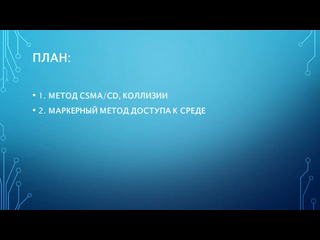 ПЛАН:
• 1. МЕТОД CSMA/CD, КОЛЛИЗИИ
• 2. МАРКЕРНЫЙ МЕТОД ДОСТУПА К СРЕДЕ